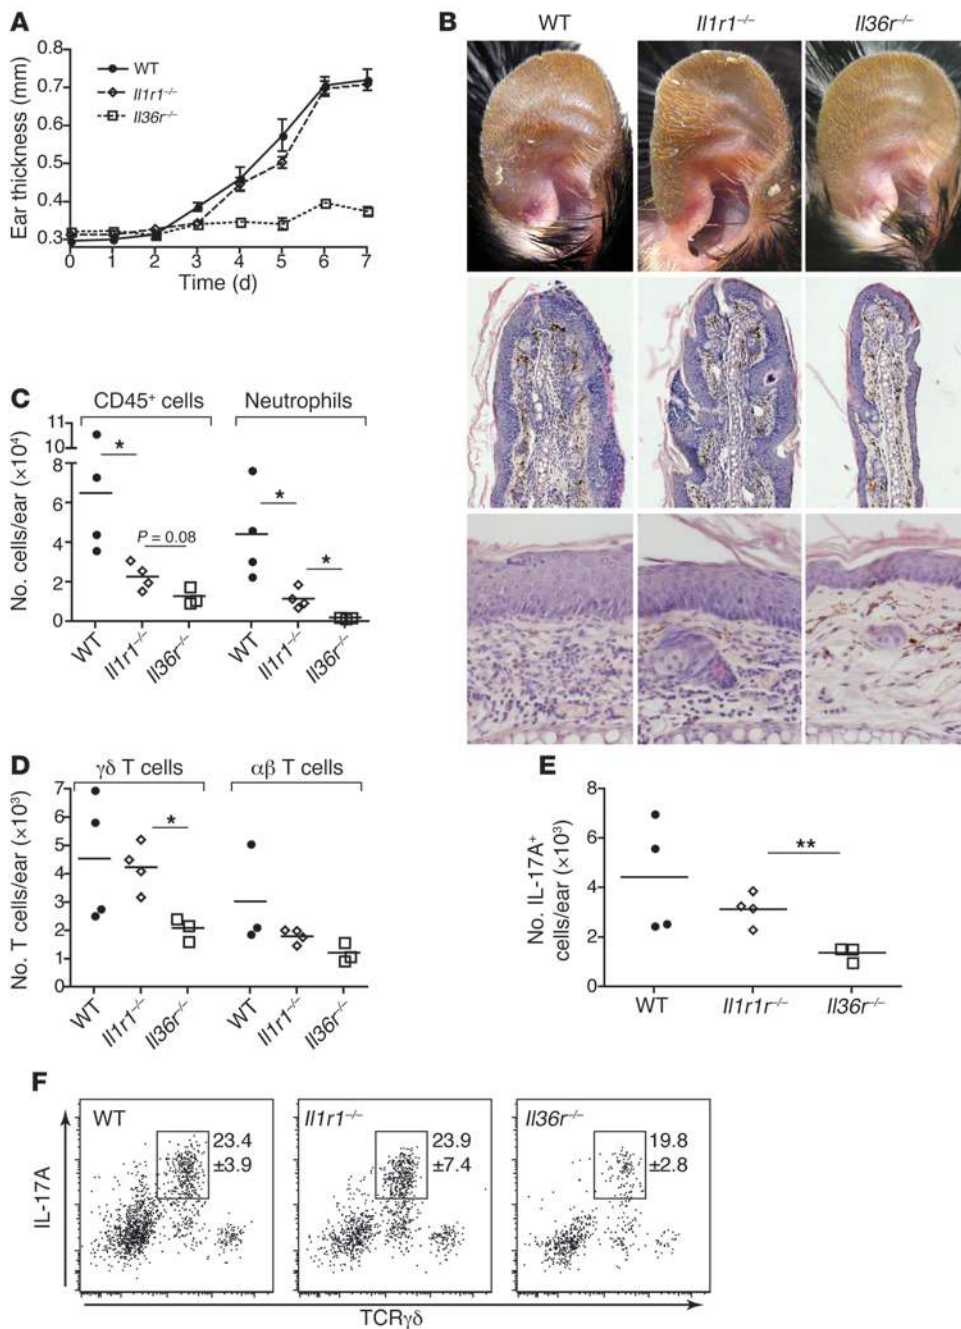 A
Ear thickness (mm)
0.8
0.7
0.6
0.5
0.4
0.3
WT
Il1r1–/–
Il36r–/–
0 1 2 3 4 5 6 7
Time (d)
B
WT Il1r1–/– Il36r–/–
C
CD45+ cells Neutrophils
No. cells/ear (×10⁴)
11
10
8
6
4
2
0
*
P = 0.08
*
*
WT Il1r1–/– Il36r–/– WT Il1r1–/– Il36r–/–
D
γδ T cells αβ T cells
No. T cells/ear (×10³)
7
6
5
4
3
2
1
0
*
WT Il1r1–/– Il36r–/– WT Il1r1–/– Il36r–/–
E
No. IL-17A+
cells/ear (×10³)
8
6
4
2
0
**
WT Il1r1r–/– Il36r–/–
F
IL-17A
WT
23.4
±3.9
Il1r1–/–
23.9
±7.4
Il36r–/–
19.8
±2.8
TCRγδ